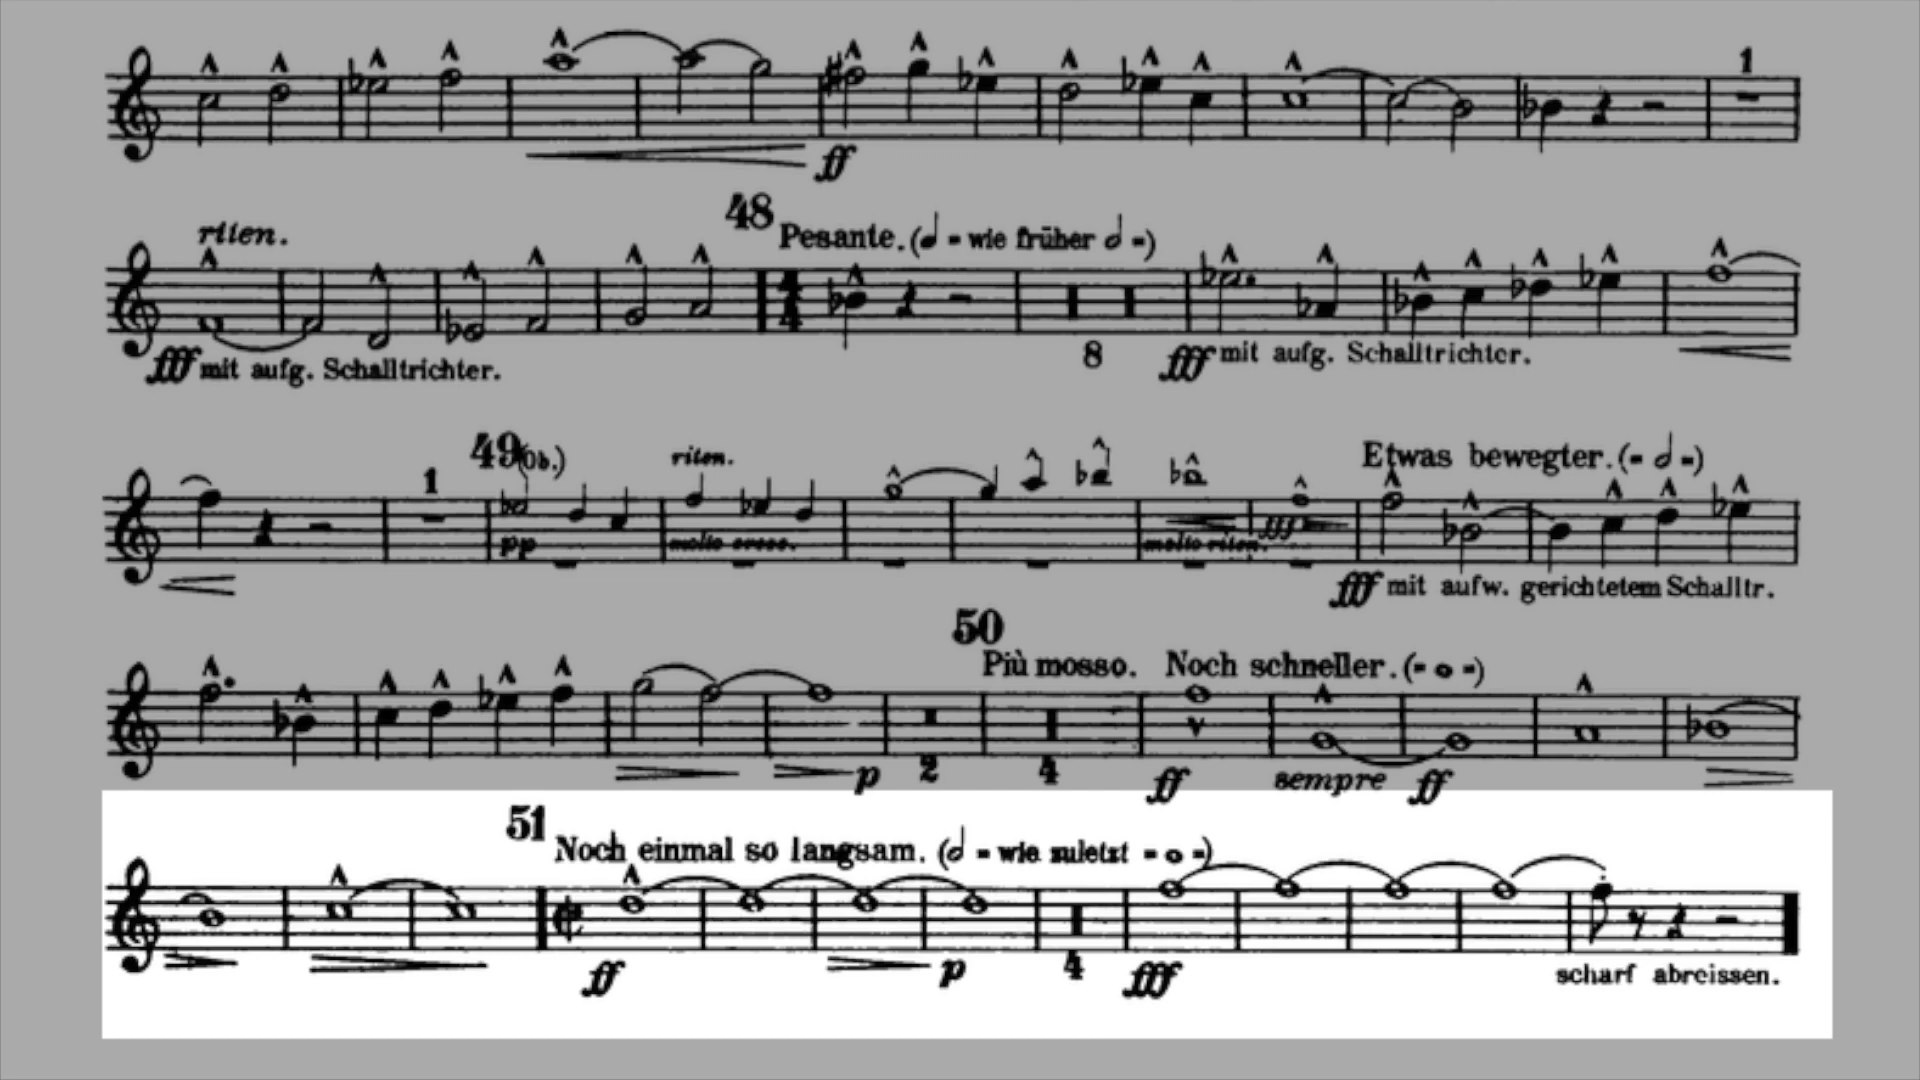 1
ff
riten.
48 Pesante. (𝅗𝅥 = wie früher 𝅗𝅥 =)
fff mit aufg. Schalltrichter.
8
fff mit aufg. Schalltrichter.
1
49 (Ob.)
riten.
Etwas bewegter. (= 𝅗𝅥 =)
pp
molto cresc.
molto riten.
fff
fff mit aufw. gerichtetem Schalltr.
50
Più mosso. Noch schneller. (= 𝅝 =)
p 2 4 ff sempre ff
51 Noch einmal so langsam. (𝅗𝅥 = wie zuletzt = 𝅝 =)
ff p 4 fff
scharf abreissen.